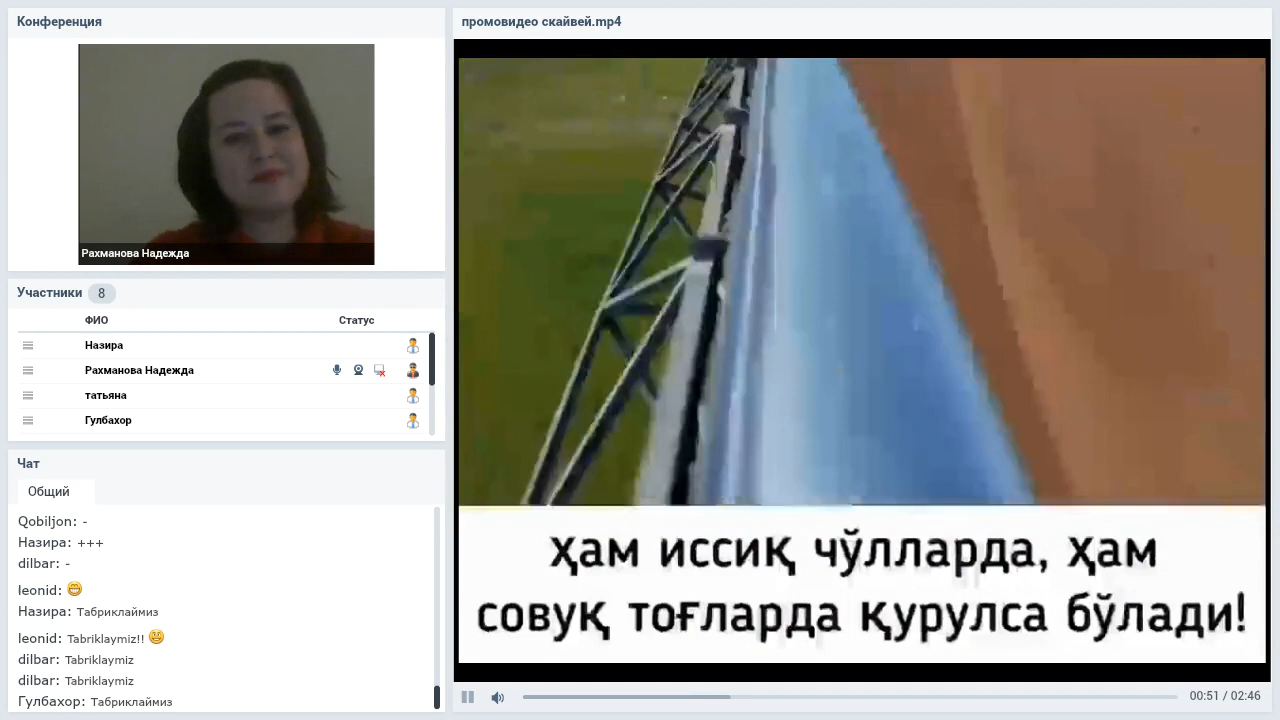 Конференция
Рахманова Надежда
Участники 8
ФИО Статус
Назира
Рахманова Надежда
татьяна
Гулбахор
Чат
Общий
Qobiljon: -
Назира: +++
dilbar: -
leonid:
Назира: Табриклаймиз
leonid: Tabriklaymiz!!
dilbar: Tabriklaymiz
dilbar: Tabriklaymiz
Гулбахор: Табриклаймиз
промовидео скайвей.mp4
ҳам иссиқ чўлларда, ҳам
совуқ тоғларда қурулса бўлади!
00:51 / 02:46